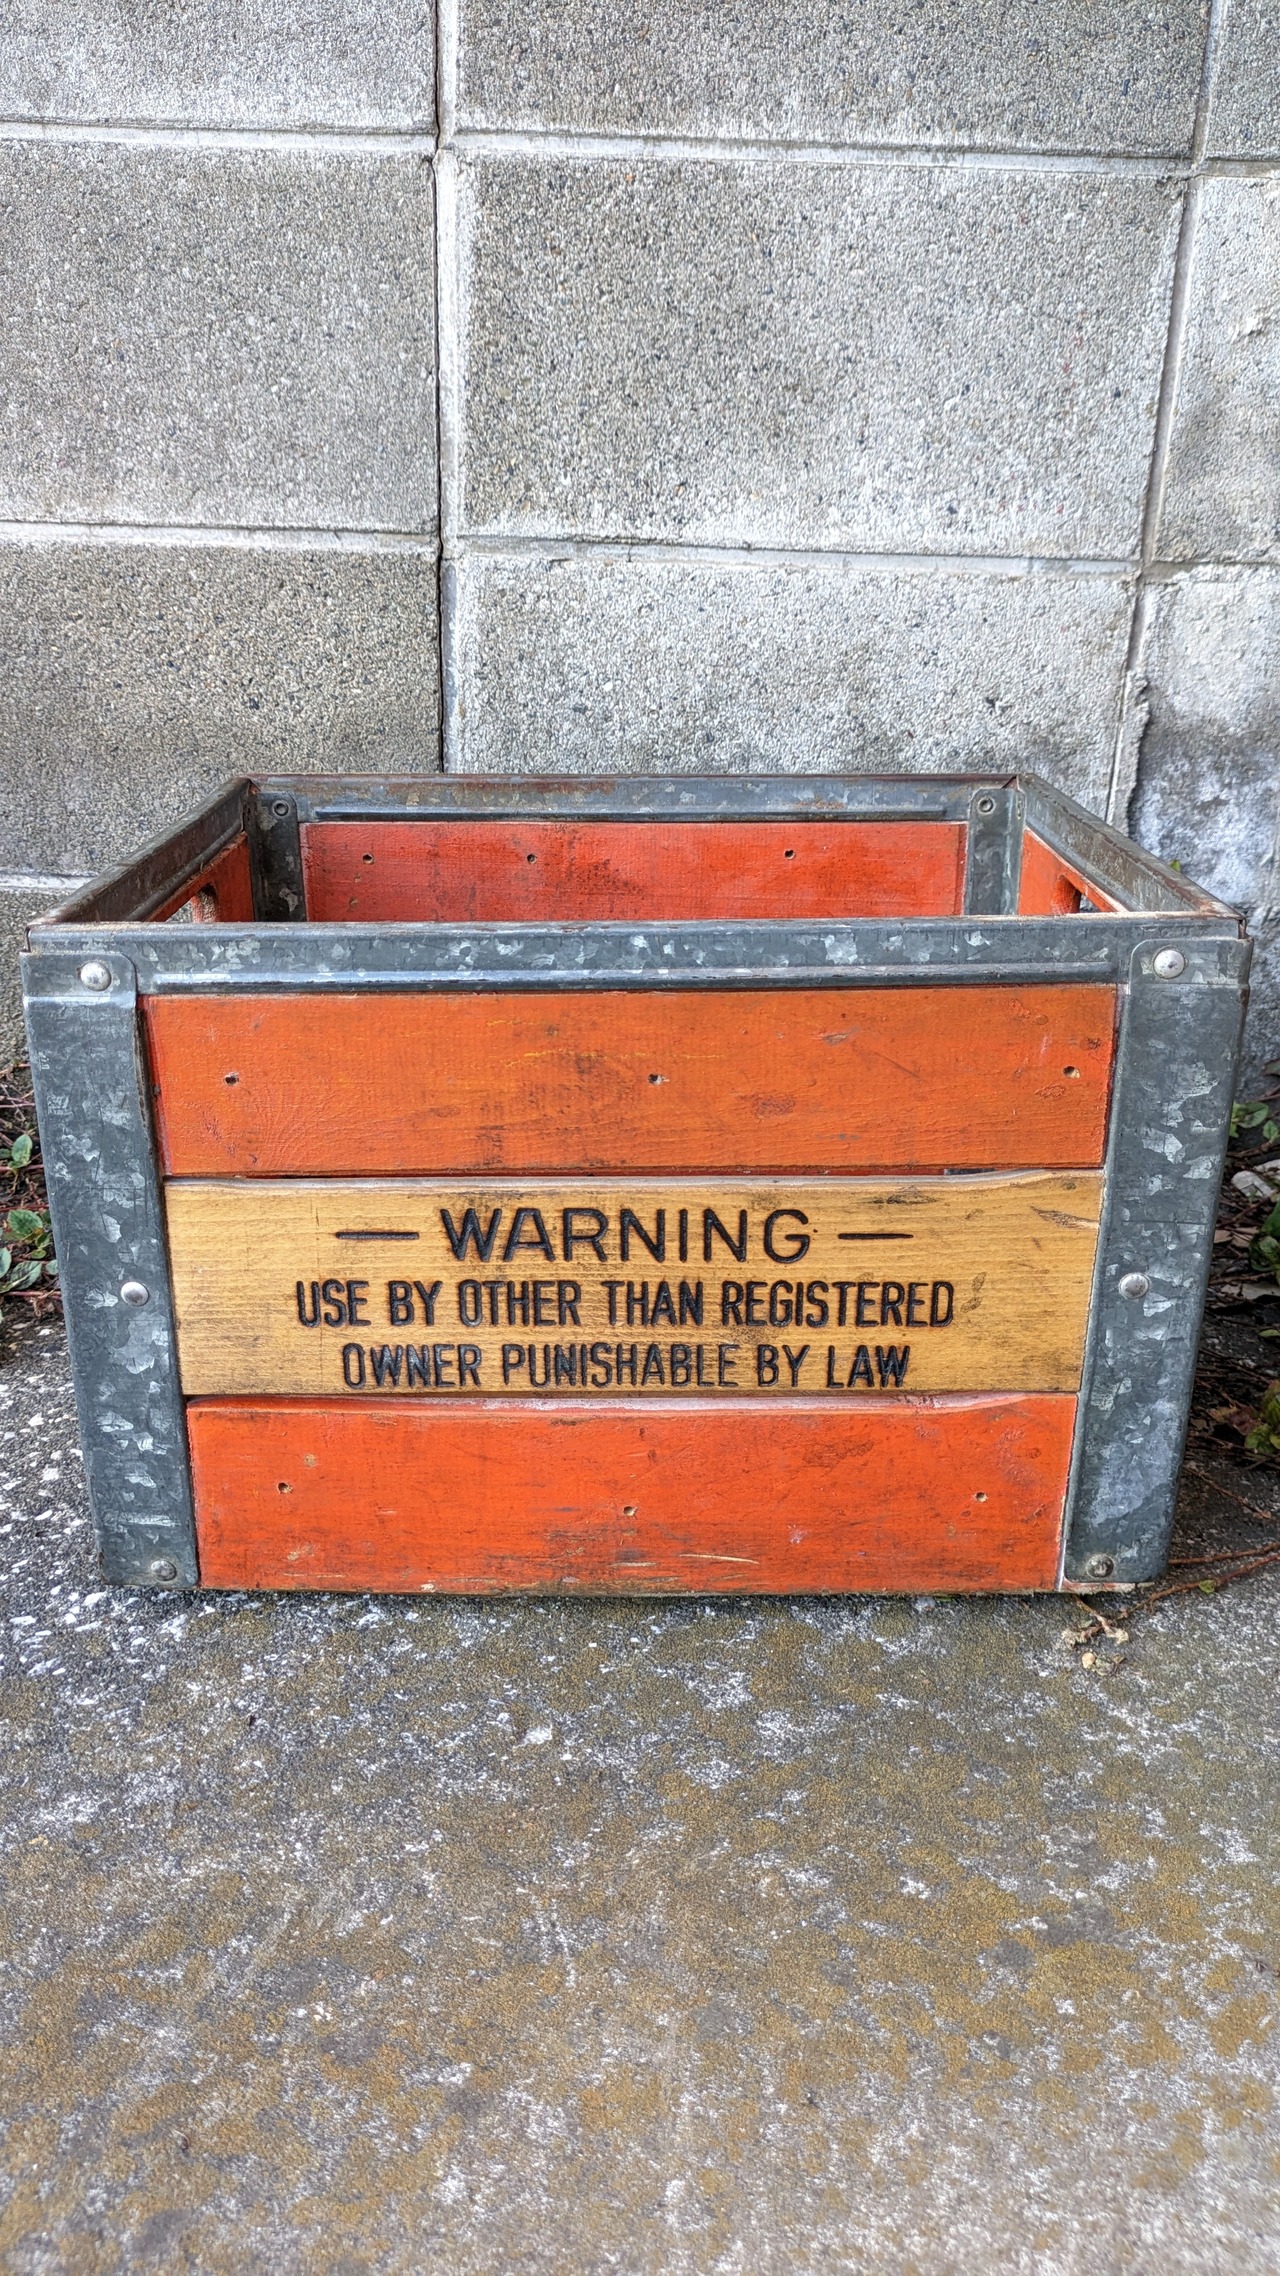 — WARNING —
USE BY OTHER THAN REGISTERED
OWNER PUNISHABLE BY LAW